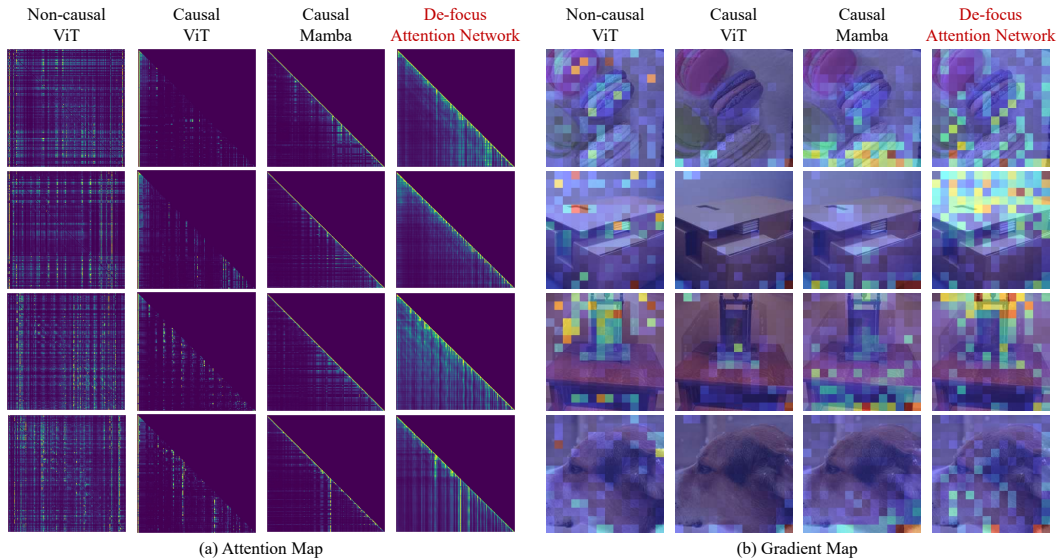 Non-causal
ViT
Causal
ViT
Causal
Mamba
De-focus
Attention Network
Non-causal
ViT
Causal
ViT
Causal
Mamba
De-focus
Attention Network
(a) Attention Map
(b) Gradient Map